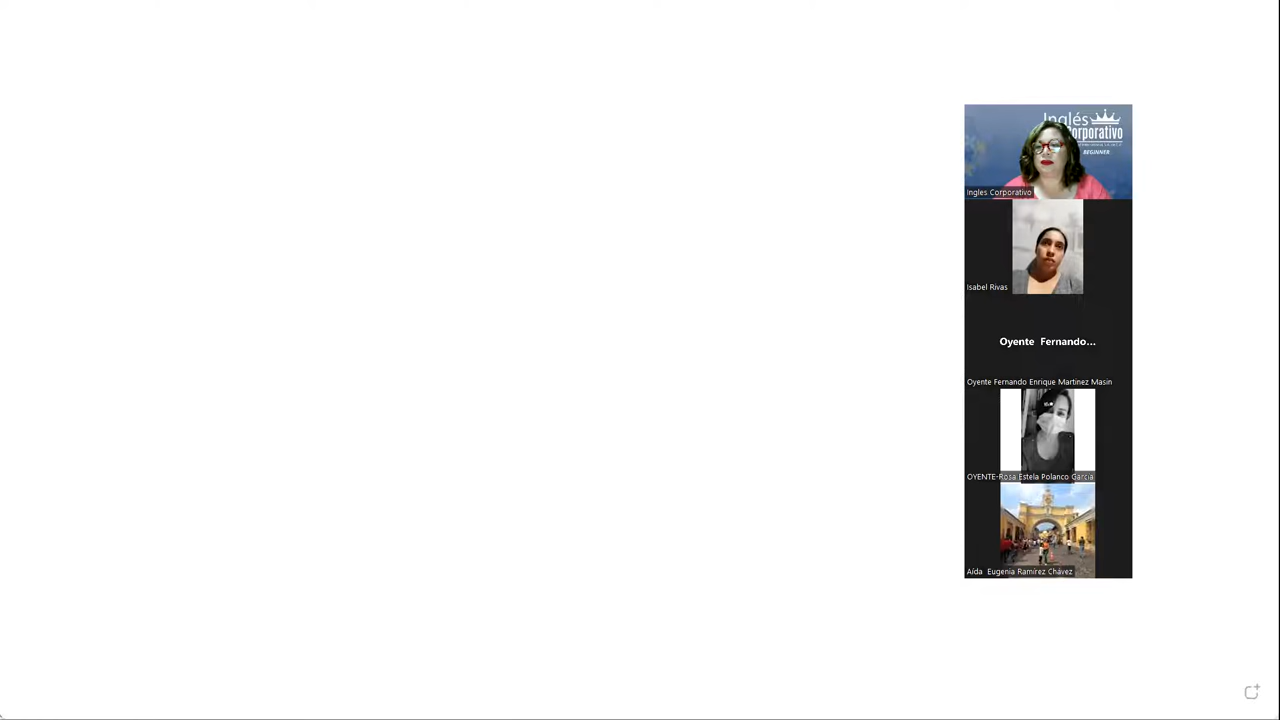 Inglés
Corporativo
BEGINNER
Ingles Corporativo
Isabel Rivas
Oyente Fernando...
Oyente Fernando Enrique Martinez Masin
OYENTE-Rosa Estela Polanco Garcia
Aída Eugenia Ramírez Chávez